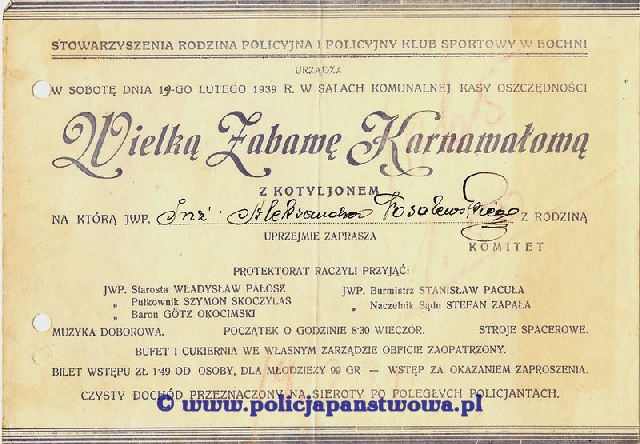 STOWARZYSZENIA RODZINA POLICYJNA I POLICYJNY KLUB SPORTOWY W BOCHNI
URZĄDZA
W SOBOTĘ DNIA 19-GO LUTEGO 1939 R. W SALACH KOMUNALNEJ KASY OSZCZĘDNOŚCI
Wielką Zabawę Karnawałową
Z KOTYLJONEM
NA KTÓRĄ JWP. Inż. Aleksandra Z RODZINĄ
UPRZEJMIE ZAPRASZA
KOMITET
PROTEKTORAT RACZYLI PRZYJĄĆ:
JWP. Starosta WŁADYSŁAW PAŁOSZ JWP. Burmistrz STANISŁAW PACUŁA
„ Pułkownik SZYMON SKOCZYLAS „ Naczelnik Sądu STEFAN ZAPAŁA
„ Baron GÖTZ OKOCIMSKI
MUZYKA DOBOROWA. POCZĄTEK O GODZINIE 8'30 WIECZÓR. STROJE SPACEROWE.
BUFET I CUKIERNIA WE WŁASNYM ZARZĄDZIE OBFICIE ZAOPATRZONY.
BILET WSTĘPU ZŁ 1'49 OD OSOBY, DLA MŁODZIEŻY 99 GR — WSTĘP ZA OKAZANIEM ZAPROSZENIA.
CZYSTY DOCHÓD PRZEZNACZONY NA SIEROTY PO POLEGŁYCH POLICJANTACH.
© www.policjapanstwowa.pl